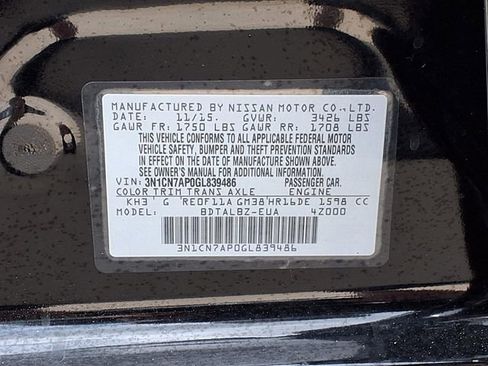 MANUFACTURED BY NISSAN MOTOR CO.,LTD.
DATE: 11/15. GVWR: 3426 LBS
GAWR FR: 1750 LBS GAWR RR: 1708 LBS
THIS VEHICLE CONFORMS TO ALL APPLICABLE FEDERAL MOTOR
VEHICLE SAFETY, BUMPER AND THEFT PREVENTION STANDARDS
IN EFFECT ON THE DATE OF MANUFACTURE SHOWN ABOVE.
SEE OWNER'S MANUAL FOR ADDITIONAL INFORMATION
VIN: 3N1CN7AP0GL839486 PASSENGER CAR.
COLOR TRIM TRANS AXLE ENGINE
KH3 G RE0F11A GM38 HR16DE 1598 CC
MODEL: BDTALBZ-EUA 4Z000
3N1CN7AP0GL839486